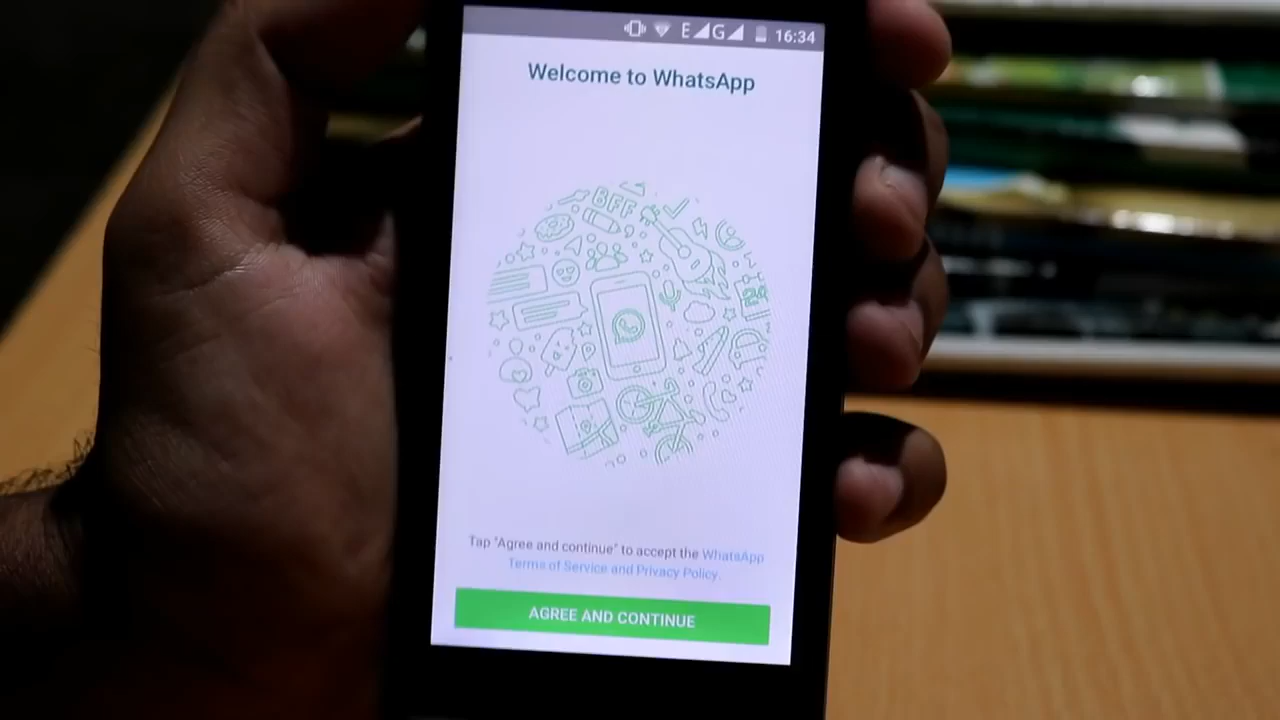 E G 16:34
Welcome to WhatsApp
BFF
Tap "Agree and continue" to accept the WhatsApp
Terms of Service and Privacy Policy.
AGREE AND CONTINUE